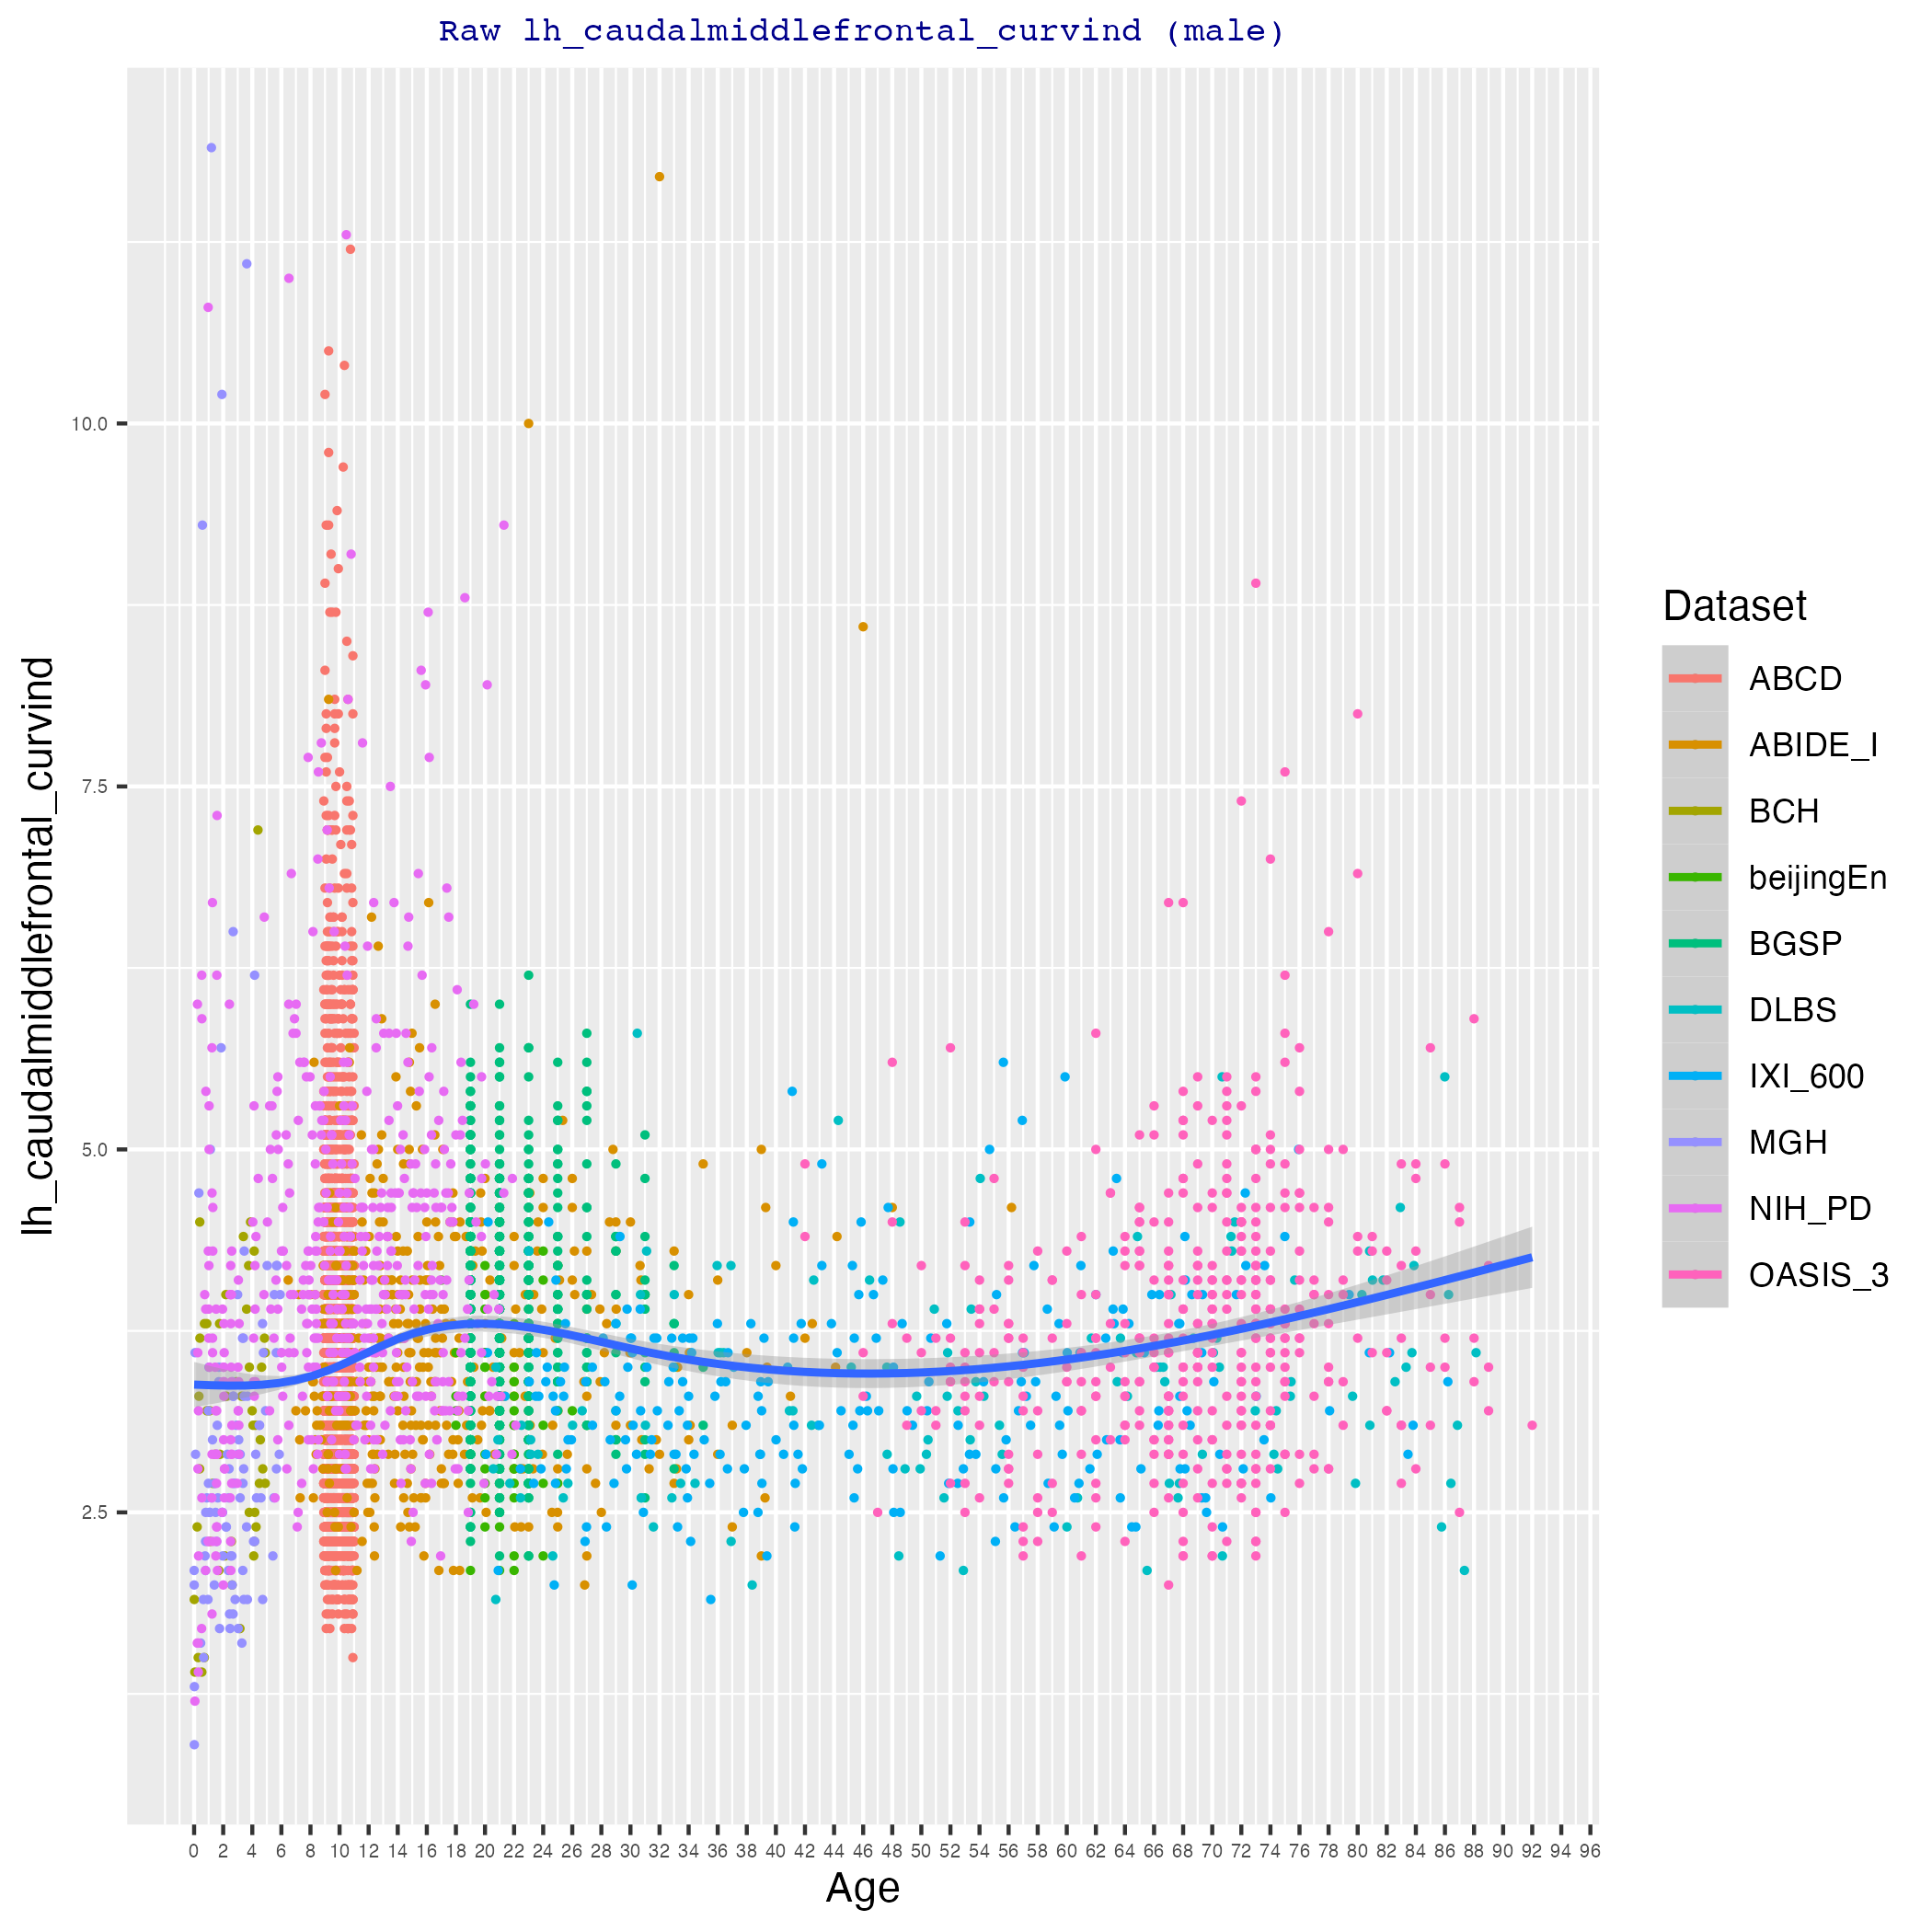 Raw lh_caudalmiddlefrontal_curvind (male)
lh_caudalmiddlefrontal_curvind
10.0
7.5
5.0
2.5
0 2 4 6 8 10 12 14 16 18 20 22 24 26 28 30 32 34 36 38 40 42 44 46 48 50 52 54 56 58 60 62 64 66 68 70 72 74 76 78 80 82 84 86 88 90 92 94 96
Age
Dataset
ABCD
ABIDE_I
BCH
beijingEn
BGSP
DLBS
IXI_600
MGH
NIH_PD
OASIS_3